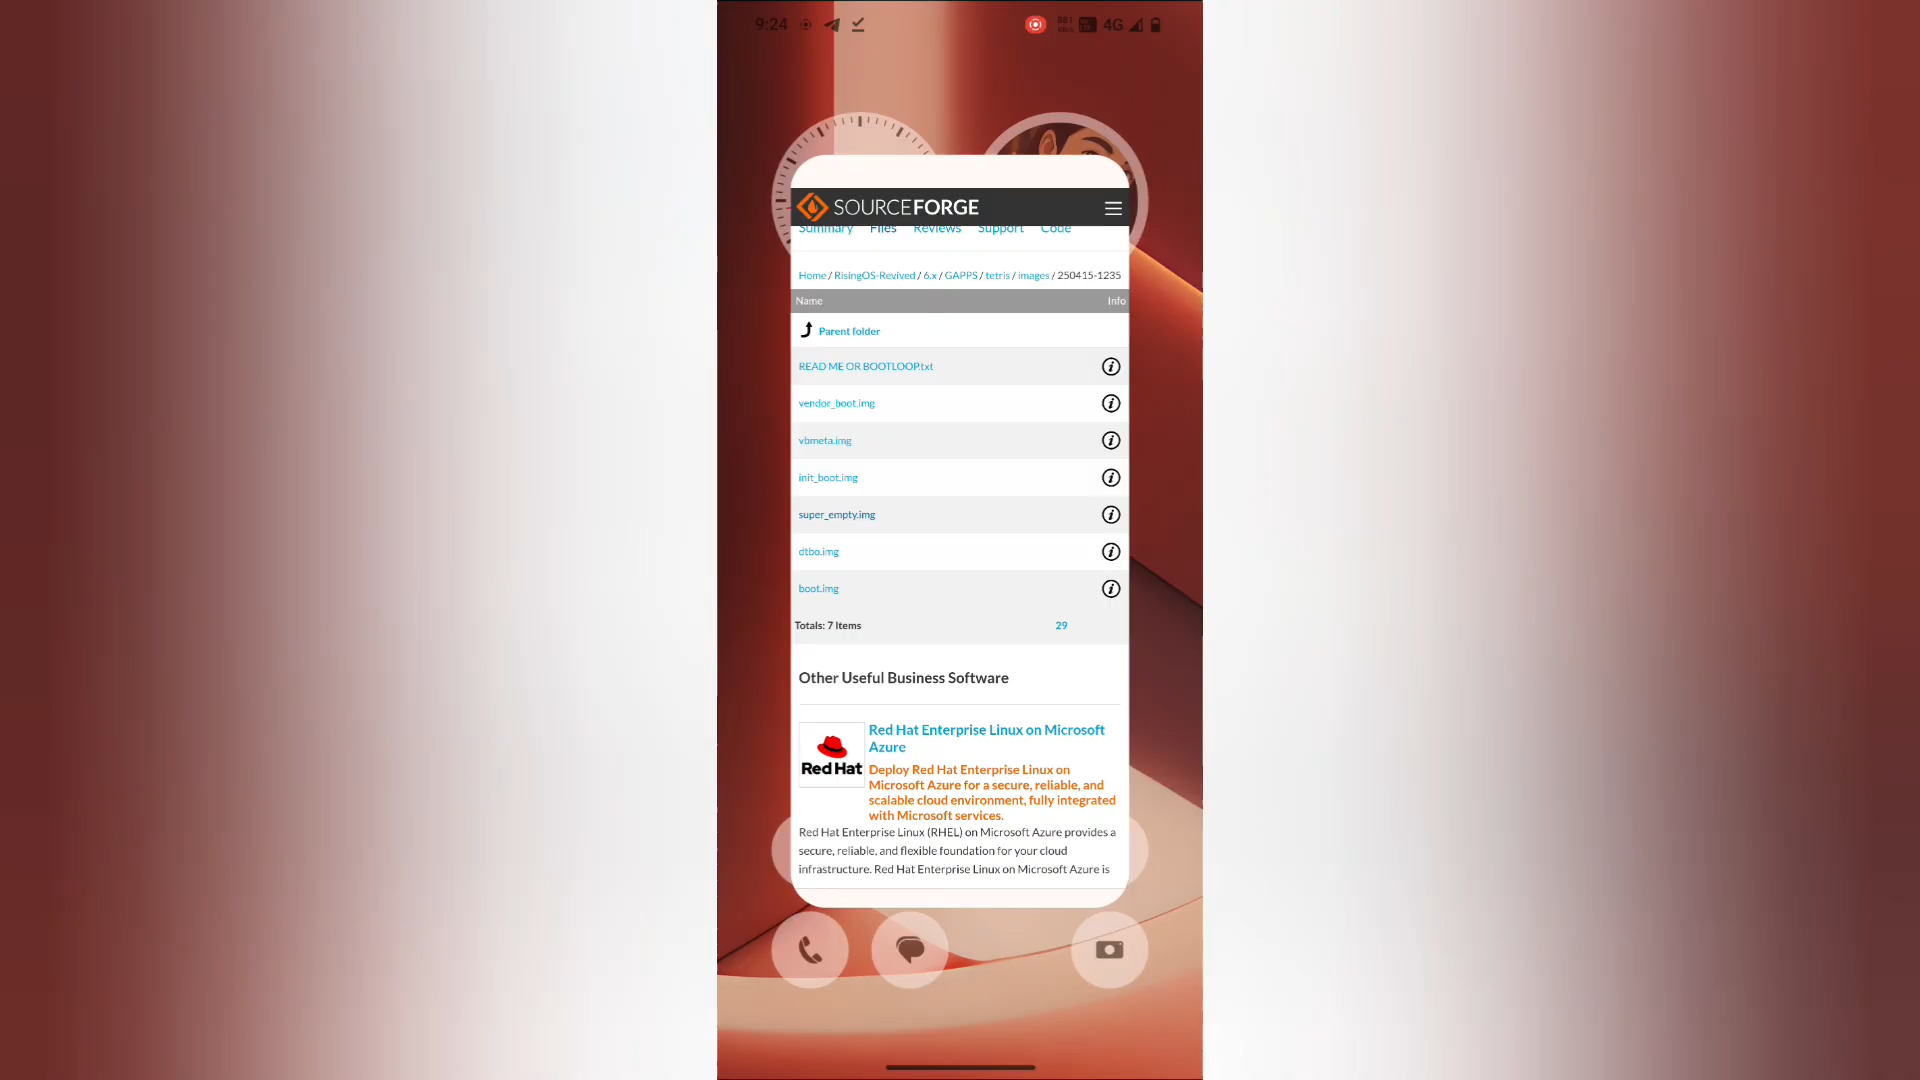 9:24
4G
SOURCEFORGE
Summary Files Reviews Support Code
Home / RisingOS-Revived / 6.x / GAPPS / tetris / images / 250415-1235
Name Info
Parent folder
READ ME OR BOOTLOOP.txt
vendor_boot.img
vbmeta.img
init_boot.img
super_empty.img
dtbo.img
boot.img
Totals: 7 Items 29
Other Useful Business Software
Red Hat
Red Hat Enterprise Linux on Microsoft
Azure
Deploy Red Hat Enterprise Linux on
Microsoft Azure for a secure, reliable, and
scalable cloud environment, fully integrated
with Microsoft services.
Red Hat Enterprise Linux (RHEL) on Microsoft Azure provides a
secure, reliable, and flexible foundation for your cloud
infrastructure. Red Hat Enterprise Linux on Microsoft Azure is